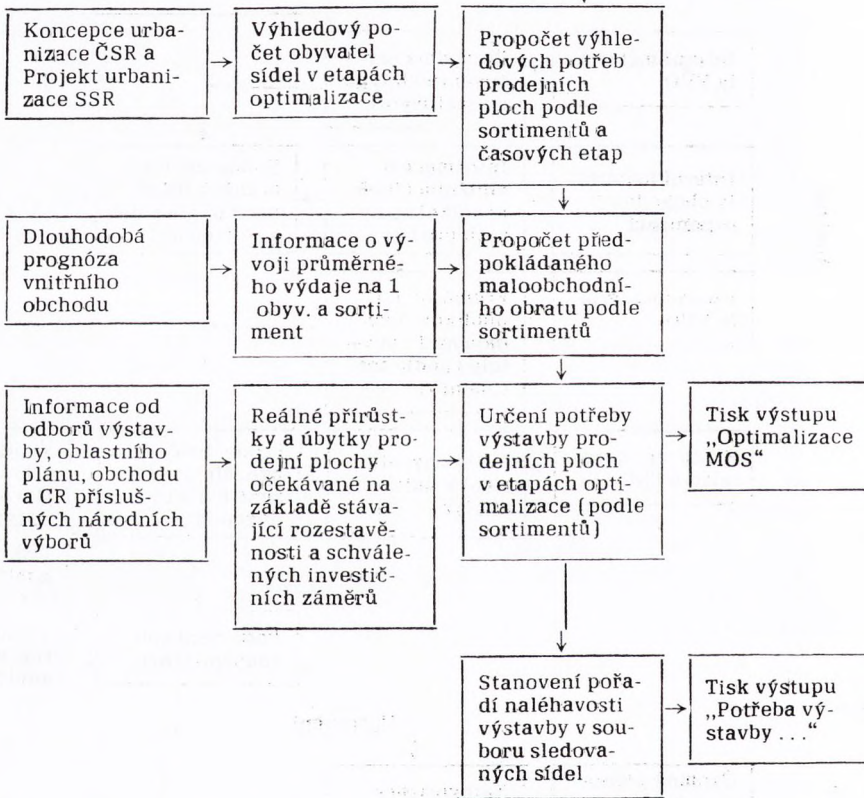 Koncepce urba-
nizace ČSR a
Projekt urbani-
zace SSR
Výhledový po-
čet obyvatel
sídel v etapách
optimalizace
Propočet výhle-
dových potřeb
prodejních
ploch podle
sortimentů a
časových etap
Dlouhodobá
prognóza
vnitřního
obchodu
Informace o vý-
voji průměrné-
ho výdaje na 1
obyv. a sorti-
ment
Propočet před-
pokládaného
maloobchodní-
ho obratu podle
sortimentů
Informace od
odborů výstav-
by, oblastního
plánu, obchodu
a CR přísluš-
ných národních
výborů
Reálné přírůst-
ky a úbytky pro-
dejní plochy
očekávané na
základě stáva-
jící rozestavě-
nosti a schvále-
ných investič-
ních záměrů
Určení potřeby
výstavby pro-
dejních ploch
v etapách opti-
malizace (podle
sortimentů)
Tisk výstupu
„Optimalizace
MOS“
Stanovení pořa-
dí naléhavosti
výstavby v sou-
boru sledova-
ných sídel
Tisk výstupu
„Potřeba vý-
stavby . . .“